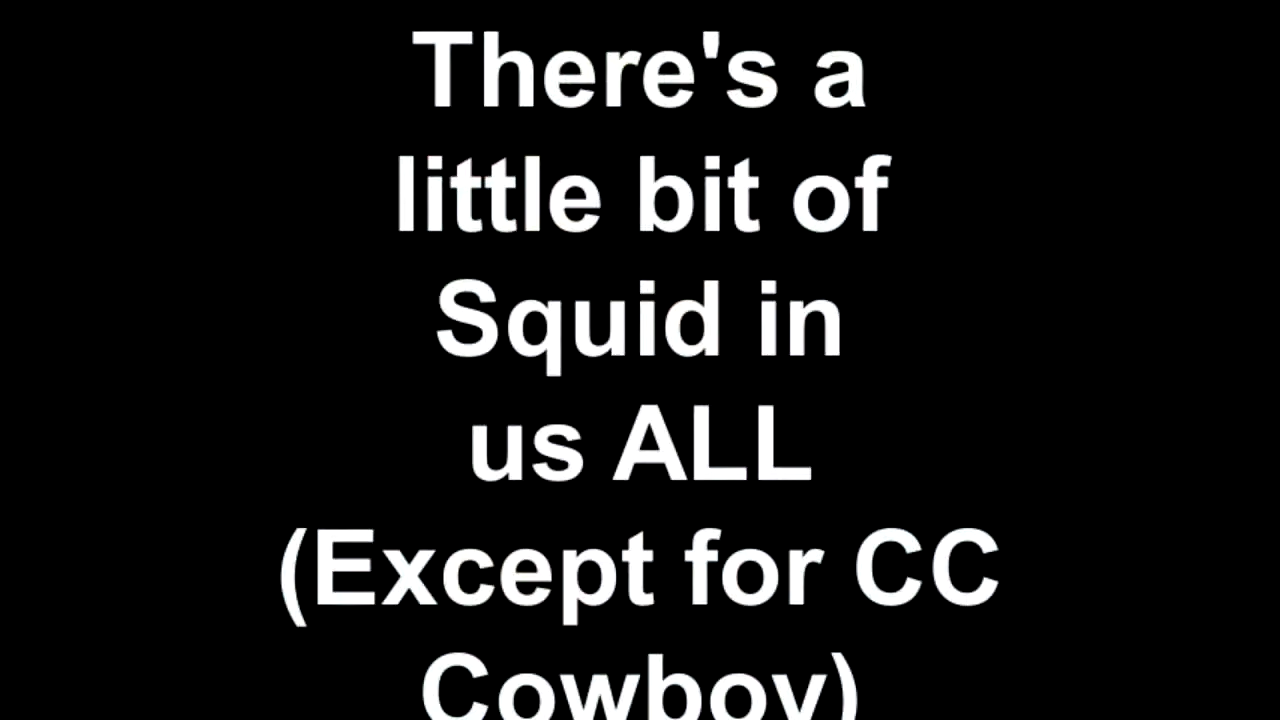 There's a
little bit of
Squid in
us ALL
(Except for CC
Cowboy)